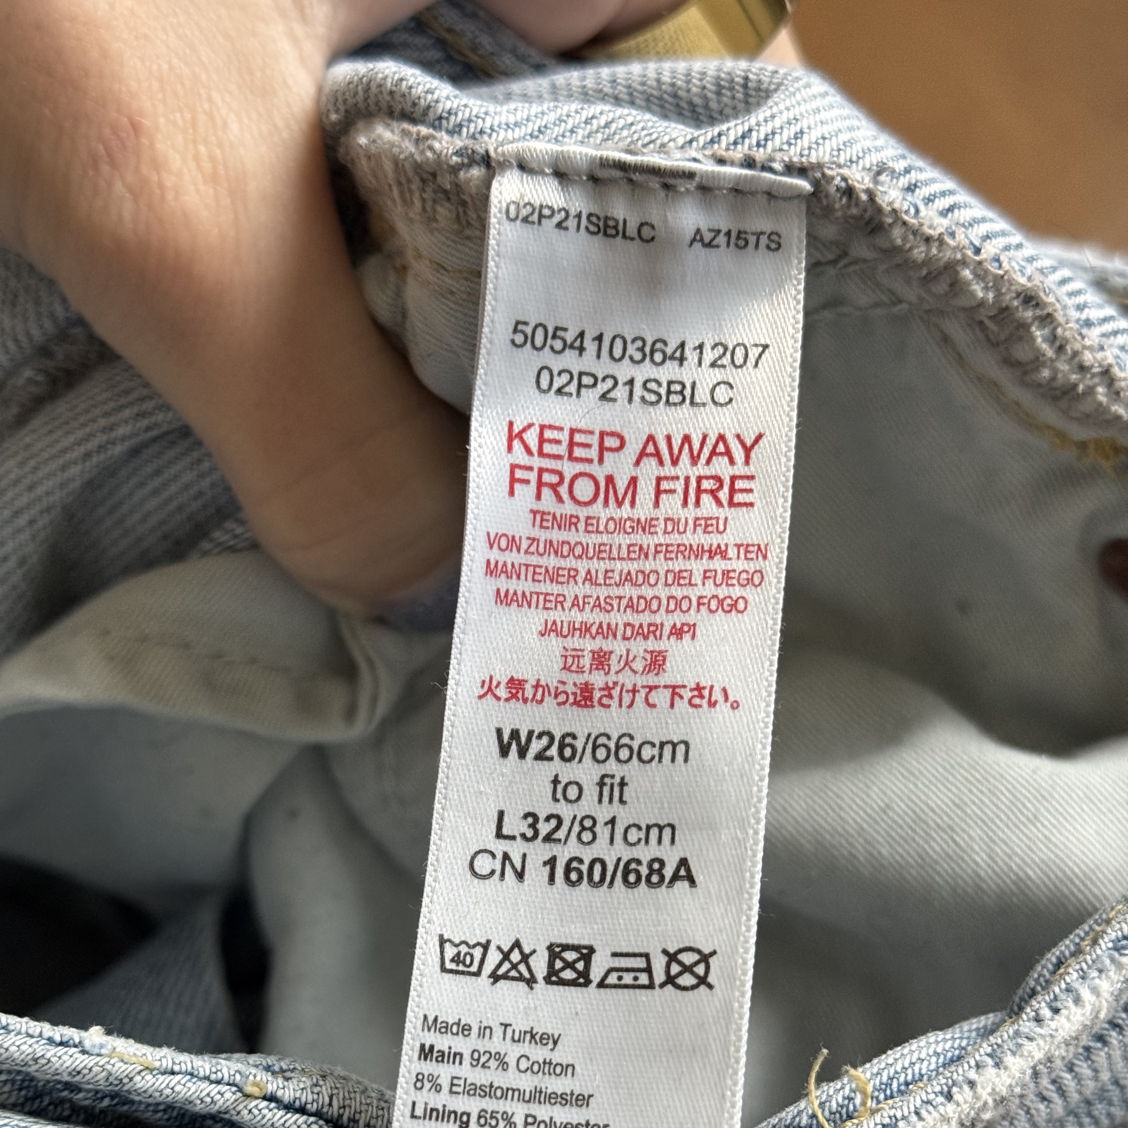 02P21SBLC AZ15TS
5054103641207
02P21SBLC
KEEP AWAY
FROM FIRE
TENIR ELOIGNE DU FEU
VON ZUNDQUELLEN FERNHALTEN
MANTENER ALEJADO DEL FUEGO
MANTER AFASTADO DO FOGO
JAUHKAN DARI AP1
远离火源
火気から遠ざけて下さい。
W26/66cm
to fit
L32/81cm
CN 160/68A
40
Made in Turkey
Main 92% Cotton
8% Elastomultiester
Lining 65% Polyester